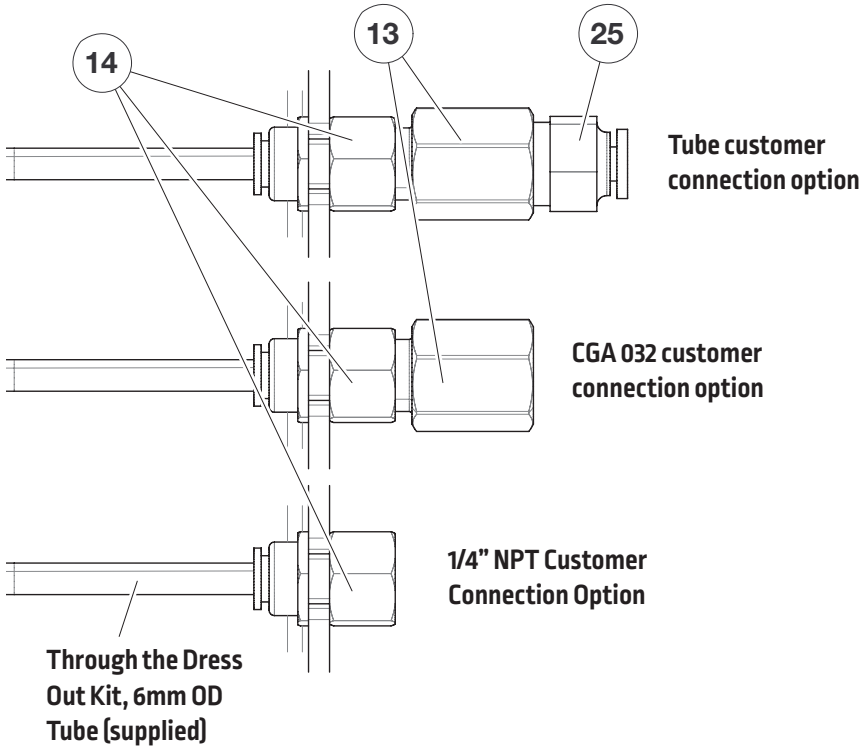 14
13
25
Tube customer
connection option
CGA 032 customer
connection option
1/4” NPT Customer
Connection Option
Through the Dress
Out Kit, 6mm OD
Tube (supplied)